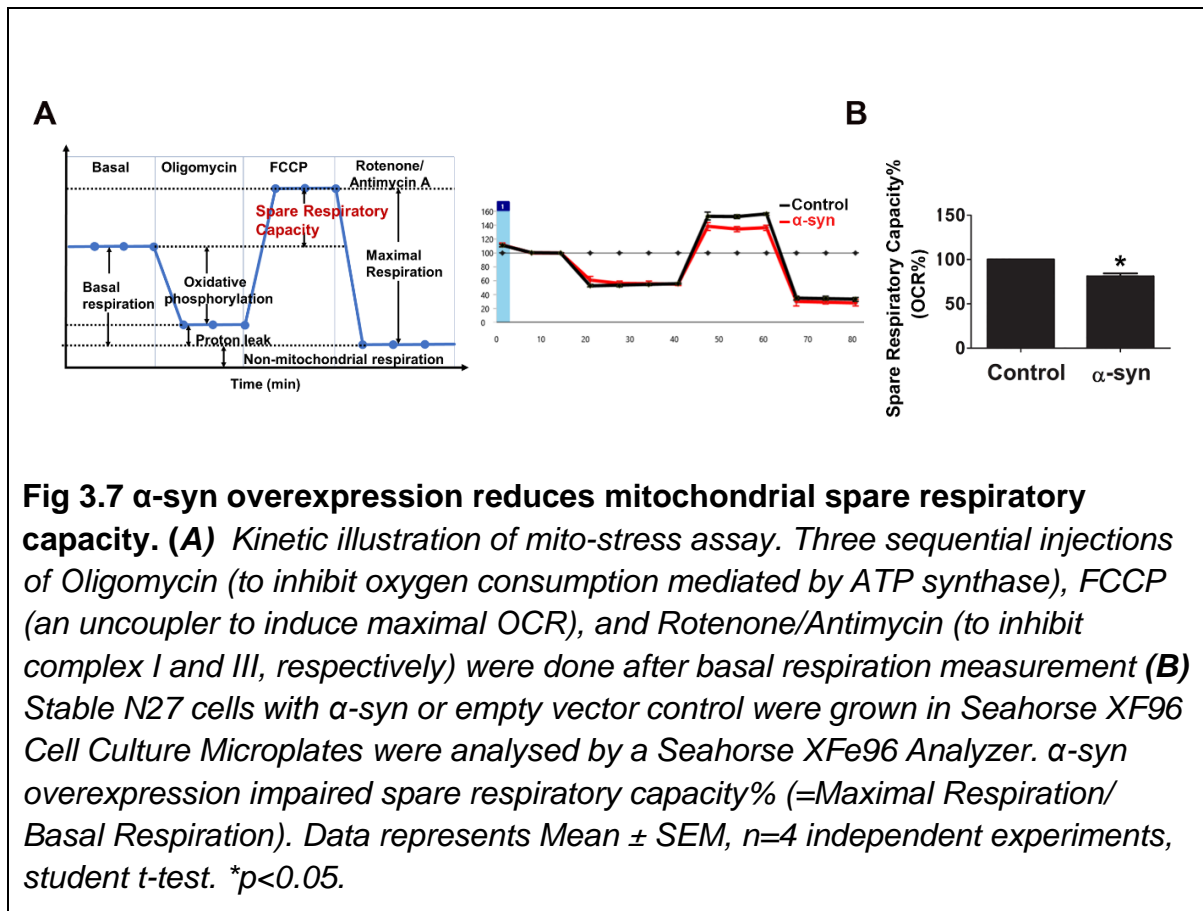 A
Basal Oligomycin FCCP Rotenone/
Antimycin A
Spare Respiratory
Capacity
Maximal
Respiration
Basal
respiration
Oxidative
phosphorylation
Proton leak
Non-mitochondrial respiration
Time (min)
1
Control
α-syn
160
140
120
100
80
60
40
20
0
0 10 20 30 40 50 60 70 80
B
Spare Respiratory Capacity%
(OCR%)
150
100
50
0
*
Control α-syn
Fig 3.7 α-syn overexpression reduces mitochondrial spare respiratory
capacity. (A) Kinetic illustration of mito-stress assay. Three sequential injections
of Oligomycin (to inhibit oxygen consumption mediated by ATP synthase), FCCP
(an uncoupler to induce maximal OCR), and Rotenone/Antimycin (to inhibit
complex I and III, respectively) were done after basal respiration measurement (B)
Stable N27 cells with α-syn or empty vector control were grown in Seahorse XF96
Cell Culture Microplates were analysed by a Seahorse XFe96 Analyzer. α-syn
overexpression impaired spare respiratory capacity% (=Maximal Respiration/
Basal Respiration). Data represents Mean ± SEM, n=4 independent experiments,
student t-test. *p<0.05.